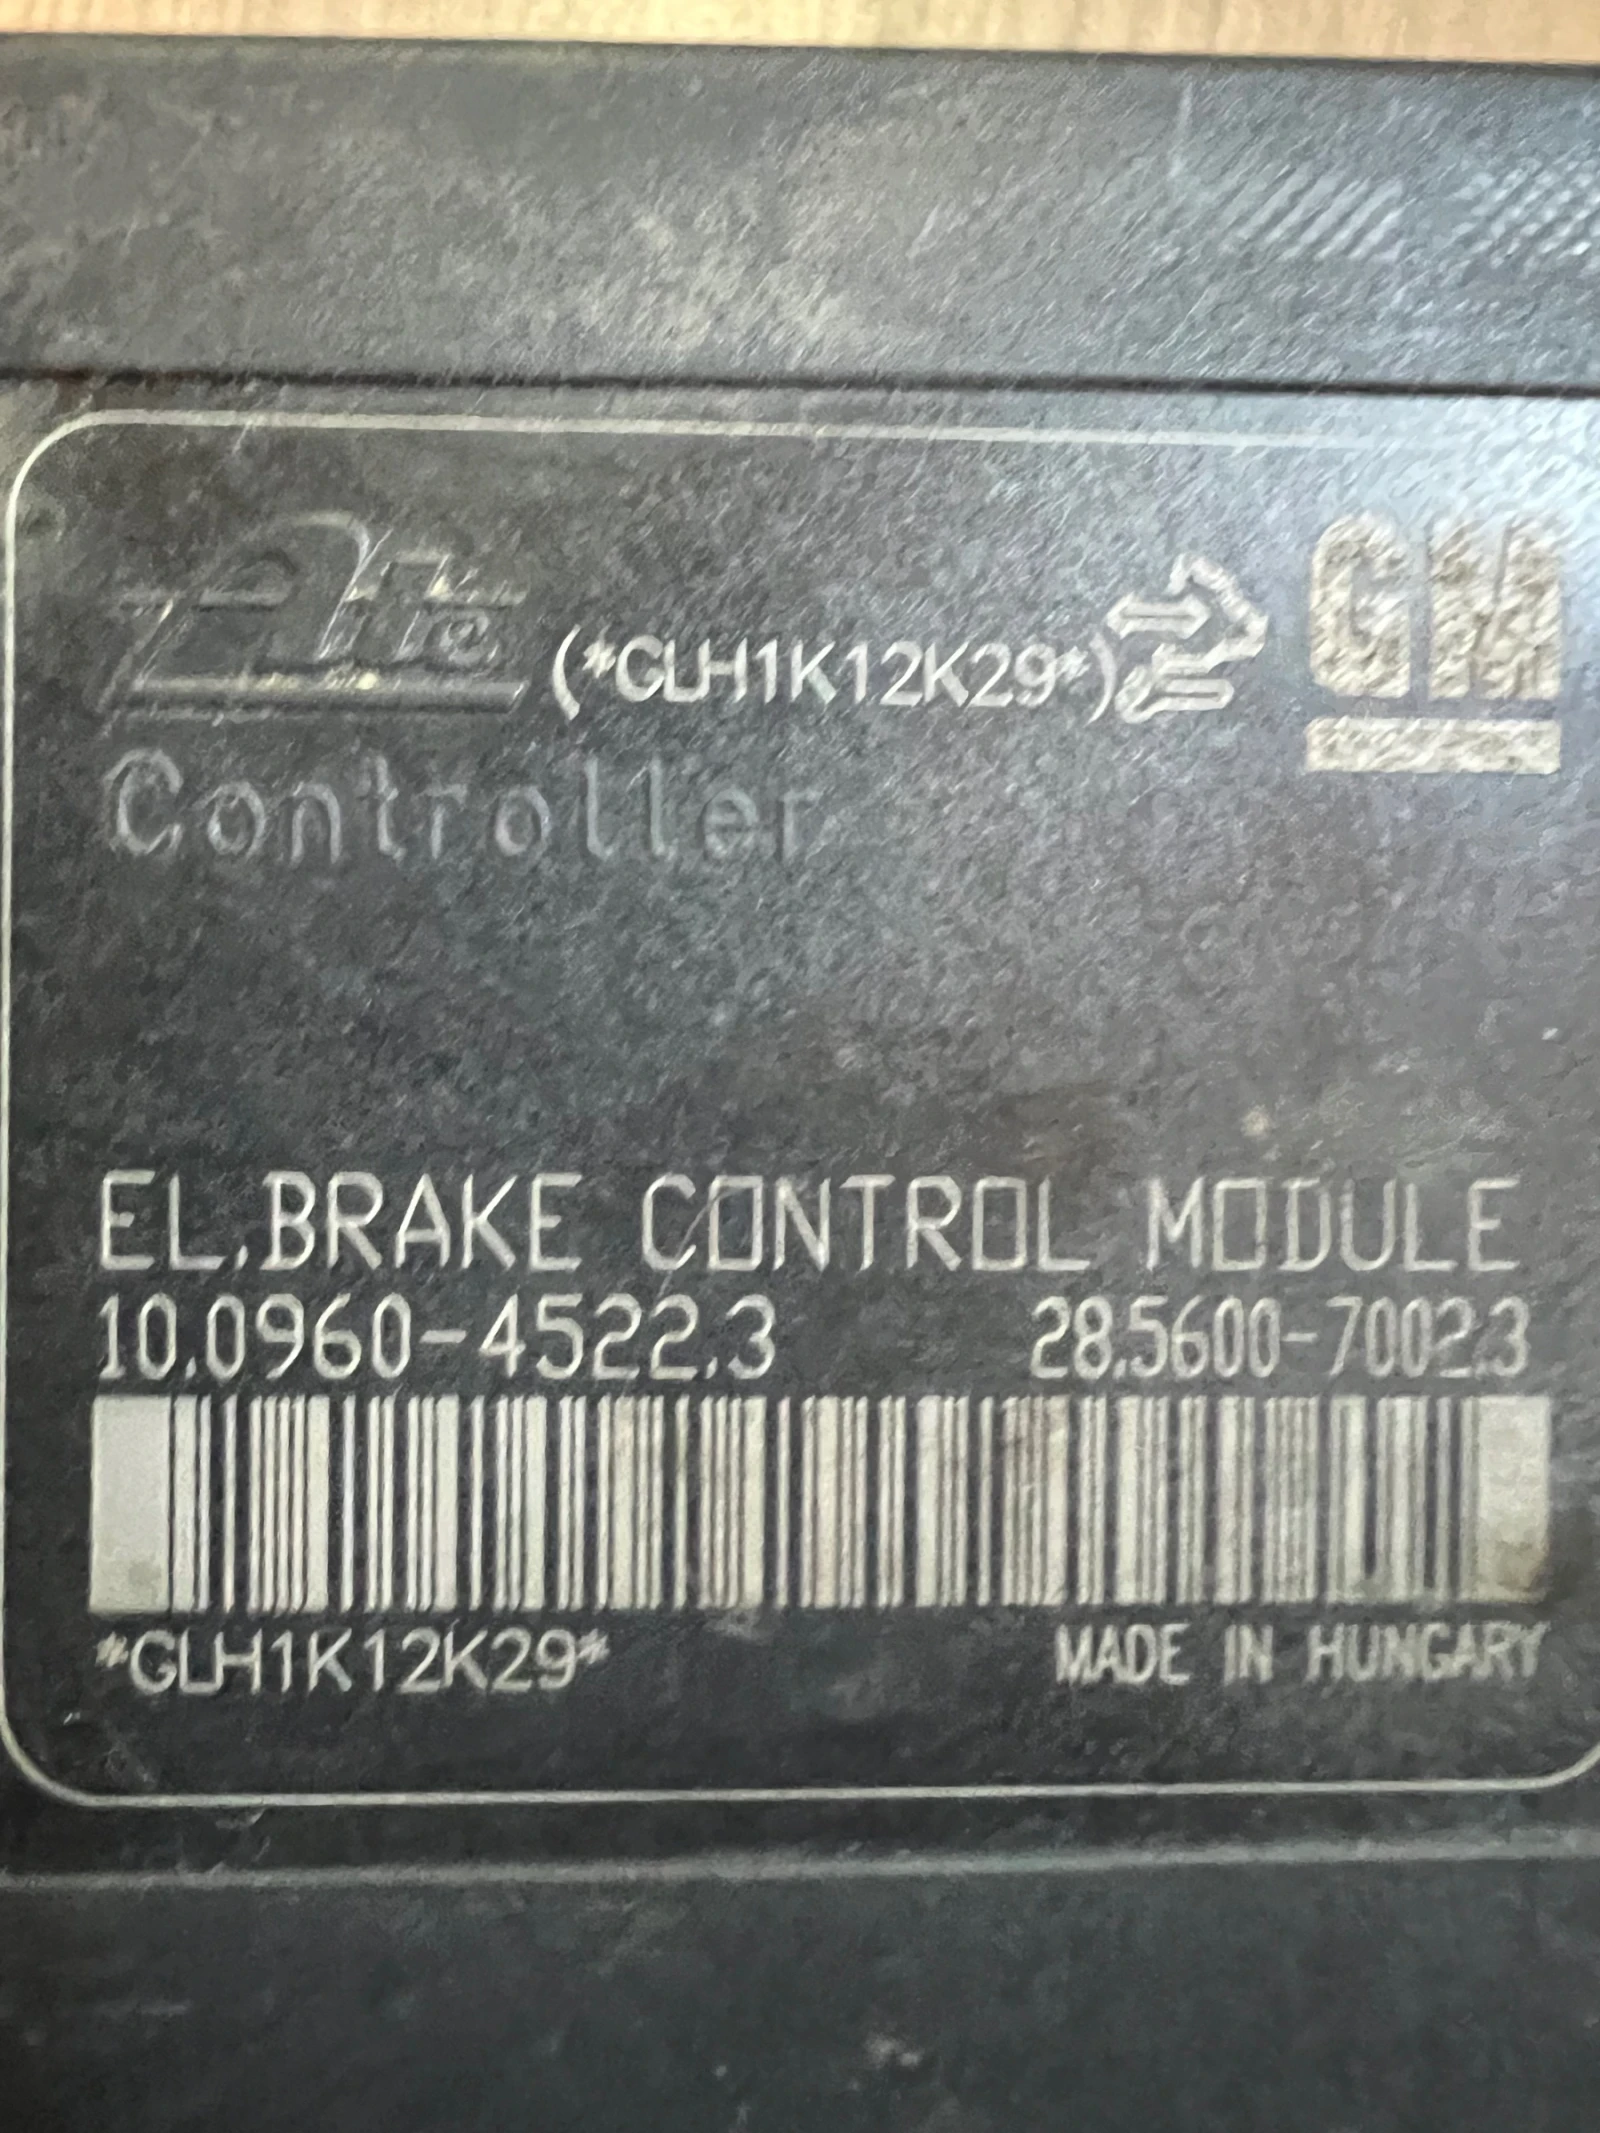 Ate (*GLH1K12K29*) GM
Controller
EL.BRAKE CONTROL MODULE
10.0960-4522.3 28.5600-7002.3
*GLH1K12K29*
MADE IN HUNGARY